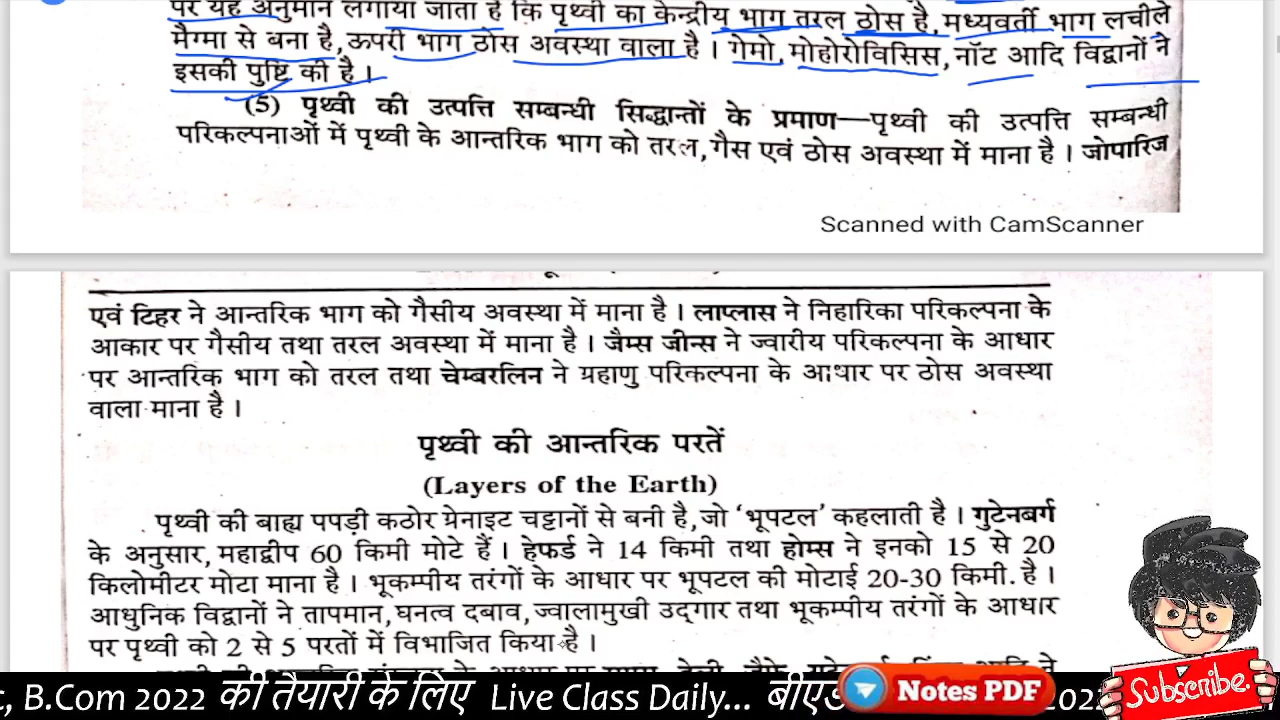 पर यह अनुमान लगाया जाता है कि पृथ्वी का केन्द्रीय भाग तरल ठोस है, मध्यवर्ती भाग लचीले
मैग्मा से बना है, ऊपरी भाग ठोस अवस्था वाला है। गेमो, मोहोरोविसिस, नॉट आदि विद्वानों ने
इसकी पुष्टि की है।
(5) पृथ्वी की उत्पत्ति सम्बन्धी सिद्धान्तों के प्रमाण—पृथ्वी की उत्पत्ति सम्बन्धी
परिकल्पनाओं में पृथ्वी के आन्तरिक भाग को तरल, गैस एवं ठोस अवस्था में माना है। जोपारिज
Scanned with CamScanner
एवं टिहर ने आन्तरिक भाग को गैसीय अवस्था में माना है। लाप्लास ने निहारिका परिकल्पना के
आकार पर गैसीय तथा तरल अवस्था में माना है। जैम्स जीन्स ने ज्वारीय परिकल्पना के आधार
पर आन्तरिक भाग को तरल तथा चेम्बरलिन ने ग्रहाणु परिकल्पना के आधार पर ठोस अवस्था
वाला माना है।
पृथ्वी की आन्तरिक परतें
(Layers of the Earth)
पृथ्वी की बाह्य पपड़ी कठोर ग्रेनाइट चट्टानों से बनी है, जो 'भूपटल' कहलाती है। गुटेनबर्ग
के अनुसार, महाद्वीप 60 किमी मोटे हैं। हेफर्ड ने 14 किमी तथा होम्स ने इनको 15 से 20
किलोमीटर मोटा माना है। भूकम्पीय तरंगों के आधार पर भूपटल की मोटाई 20-30 किमी. है।
आधुनिक विद्वानों ने तापमान, घनत्व दबाव, ज्वालामुखी उद्‌गार तथा भूकम्पीय तरंगों के आधार
पर पृथ्वी को 2 से 5 परतों में विभाजित किया है।
B.Com 2022 की तैयारी के लिए Live Class Daily... बीएड
Notes PDF
Subscribe.